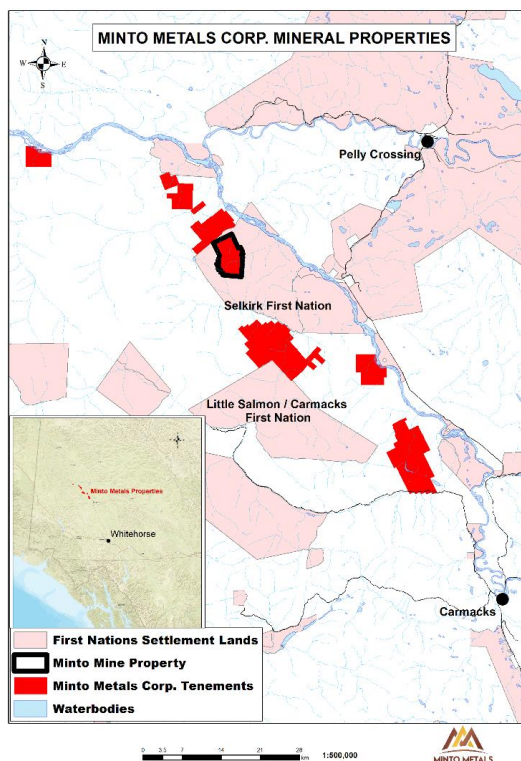 MINTO METALS CORP. MINERAL PROPERTIES
N
W E
S
Pelly Crossing
Selkirk First Nation
Little Salmon / Carmacks
First Nation
Minto Metals Properties
Whitehorse
Carmacks
First Nations Settlement Lands
Minto Mine Property
Minto Metals Corp. Tenements
Waterbodies
0 3.5 7 14 21 28
km
1:500,000
MINTO METALS